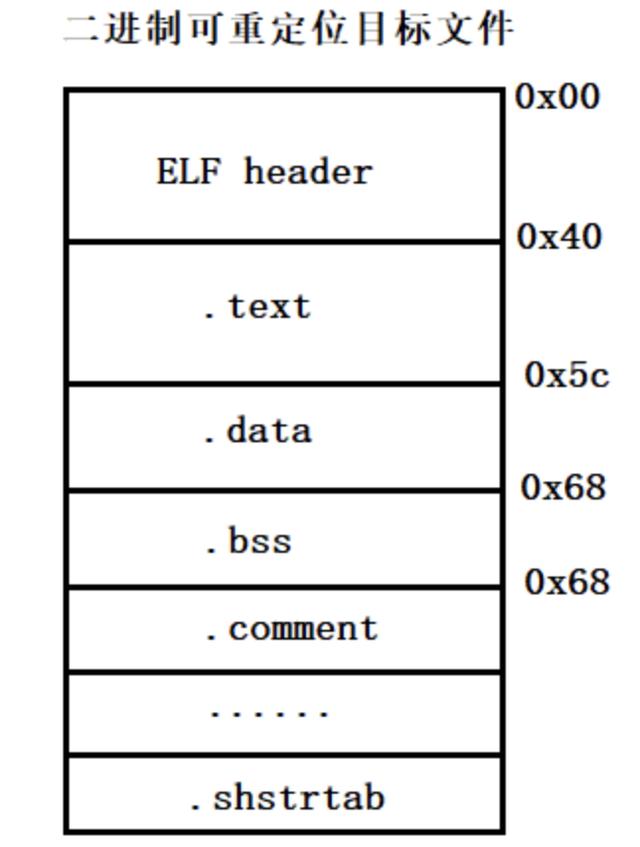 二进制可重定位目标文件
0x00
ELF header
0x40
.text
0x5c
.data
0x68
.bss
0x68
.comment
......
.shstrtab